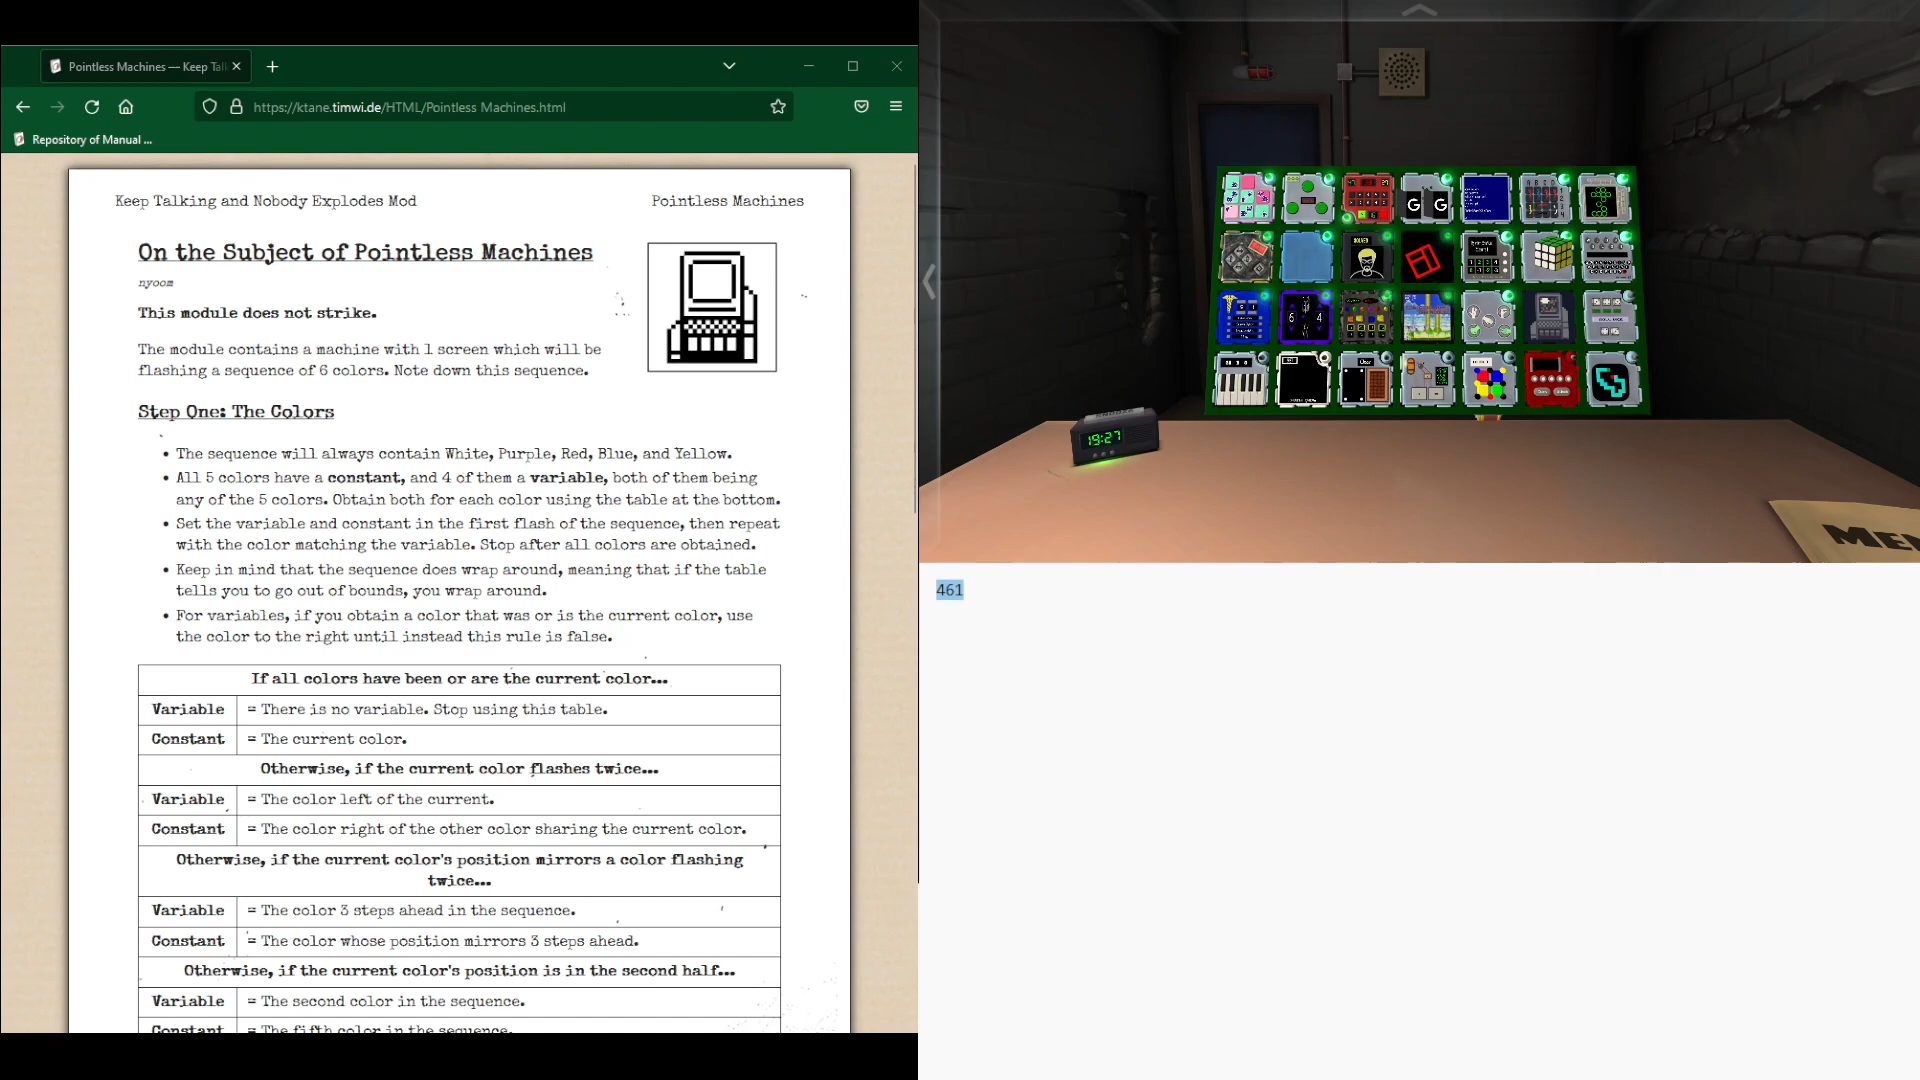 Pointless Machines — Keep Tal
https://ktane.timwi.de/HTML/Pointless Machines.html
Repository of Manual ...
Keep Talking and Nobody Explodes Mod
Pointless Machines
On the Subject of Pointless Machines
nyoom
This module does not strike.
The module contains a machine with 1 screen which will be
flashing a sequence of 6 colors. Note down this sequence.
Step One: The Colors
• The sequence will always contain White, Purple, Red, Blue, and Yellow.
• All 5 colors have a constant, and 4 of them a variable, both of them being
any of the 5 colors. Obtain both for each color using the table at the bottom.
• Set the variable and constant in the first flash of the sequence, then repeat
with the color matching the variable. Stop after all colors are obtained.
• Keep in mind that the sequence does wrap around, meaning that if the table
tells you to go out of bounds, you wrap around.
• For variables, if you obtain a color that was or is the current color, use
the color to the right until instead this rule is false.
If all colors have been or are the current color...
Variable = There is no variable. Stop using this table.
Constant = The current color.
Otherwise, if the current color flashes twice...
Variable = The color left of the current.
Constant = The color right of the other color sharing the current color.
Otherwise, if the current color's position mirrors a color flashing
twice...
Variable = The color 3 steps ahead in the sequence.
Constant = The color whose position mirrors 3 steps ahead.
Otherwise, if the current color's position is in the second half...
Variable = The second color in the sequence.
Constant = The fifth color in the sequence.
G G
SOLVED
6 4
19:27
461